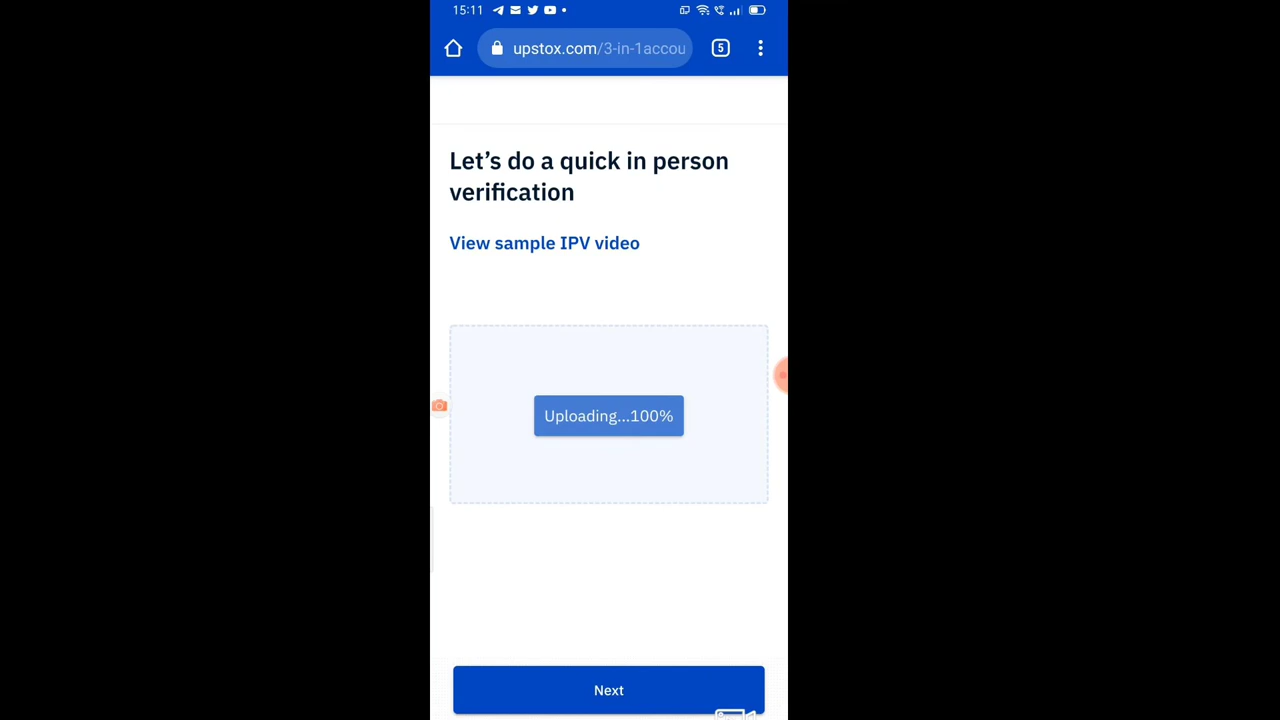 15:11
upstox.com/3-in-1accou
5
Let’s do a quick in person
verification
View sample IPV video
Uploading...100%
Next